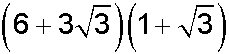 (6 + 3√3)(1 + √3)